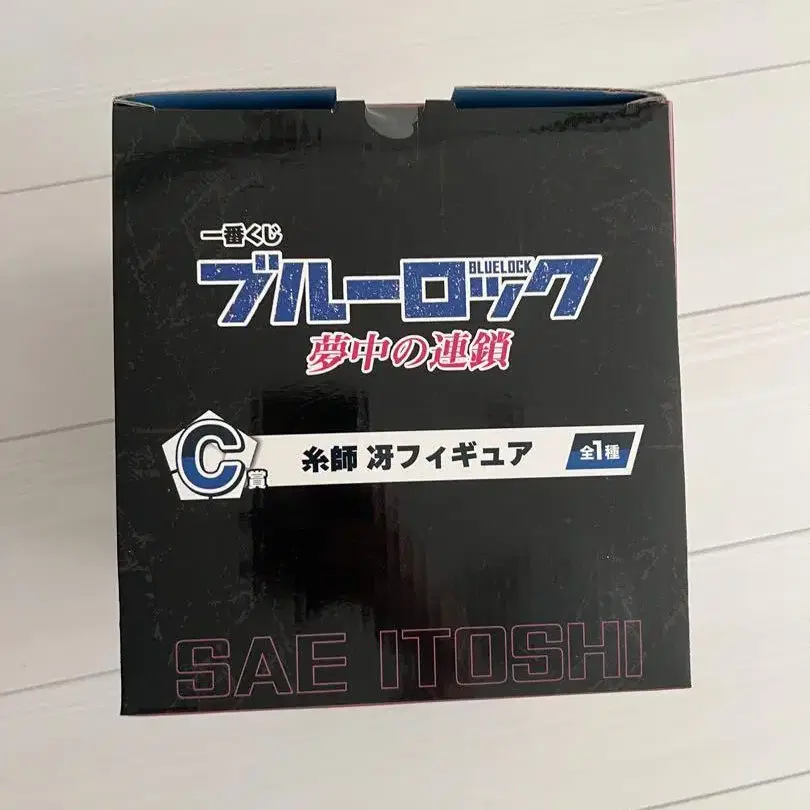 一番くじ
ブルーロック
BLUELOCK
夢中の連鎖
C賞
糸師 冴フィギュア
全1種
SAE ITOSHI